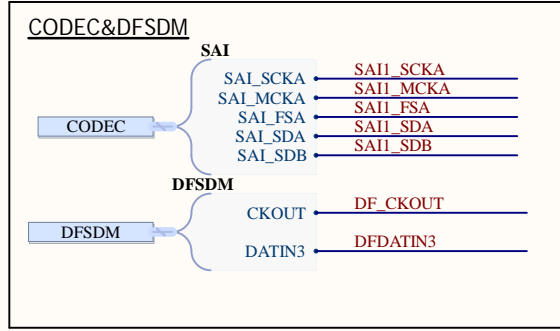 CODEC&DFSDM
SAI
SAI_SCKA SAI1_SCKA
SAI_MCKA SAI1_MCKA
SAI_FSA SAI1_FSA
CODEC
SAI_SDA SAI1_SDA
SAI_SDB SAI1_SDB
DFSDM
CKOUT DF_CKOUT
DFSDM
DATIN3 DFDATIN3